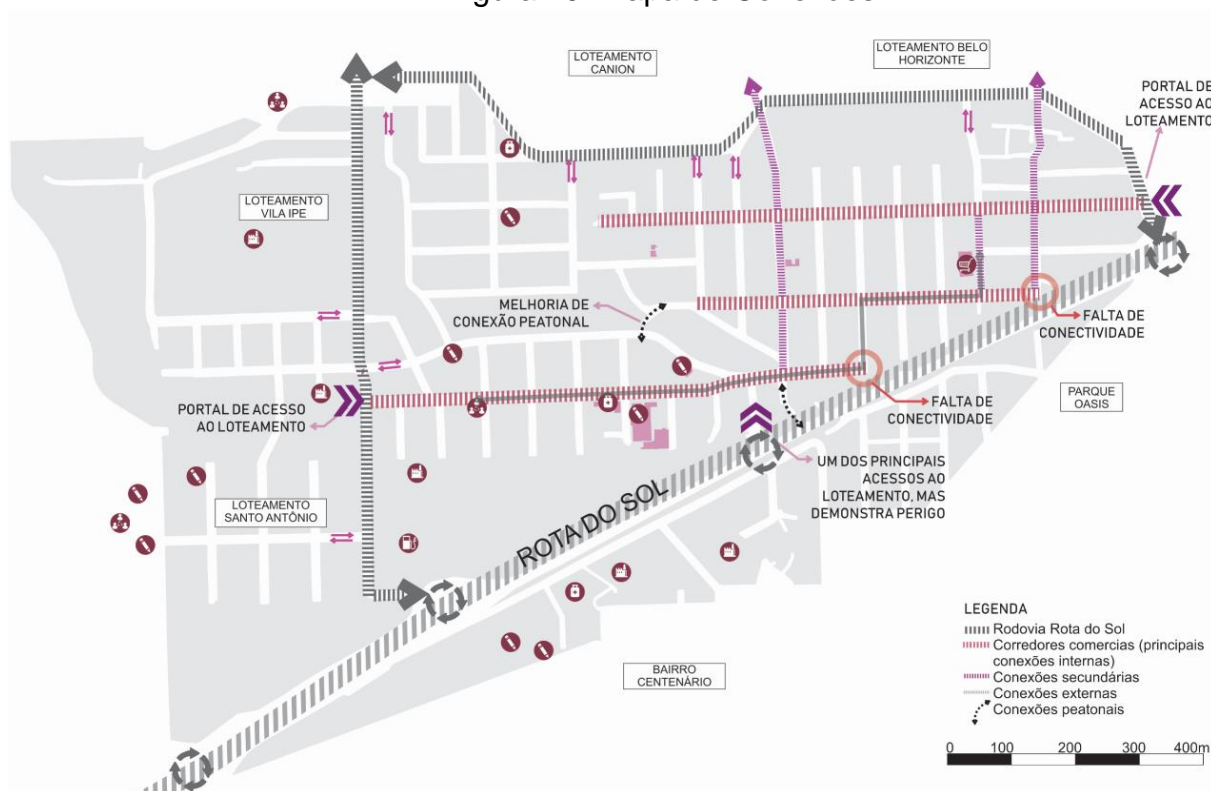 LOTEAMENTO
CANION
LOTEAMENTO BELO
HORIZONTE
PORTAL DE
ACESSO AO
LOTEAMENTO
LOTEAMENTO
VILA IPE
MELHORIA DE
CONEXÃO PEATONAL
FALTA DE
CONECTIVIDADE
PARQUE
OASIS
PORTAL DE ACESSO
AO LOTEAMENTO
FALTA DE
CONECTIVIDADE
UM DOS PRINCIPAIS
ACESSOS AO
LOTEAMENTO, MAS
DEMONSTRA PERIGO
LOTEAMENTO
SANTO ANTÔNIO
ROTA DO SOL
BAIRRO
CENTENÁRIO
LEGENDA
Rodovia Rota do Sol
Corredores comercias (principais
conexões internas)
Conexões secundárias
Conexões externas
Conexões peatonais
0 100 200 300 400m